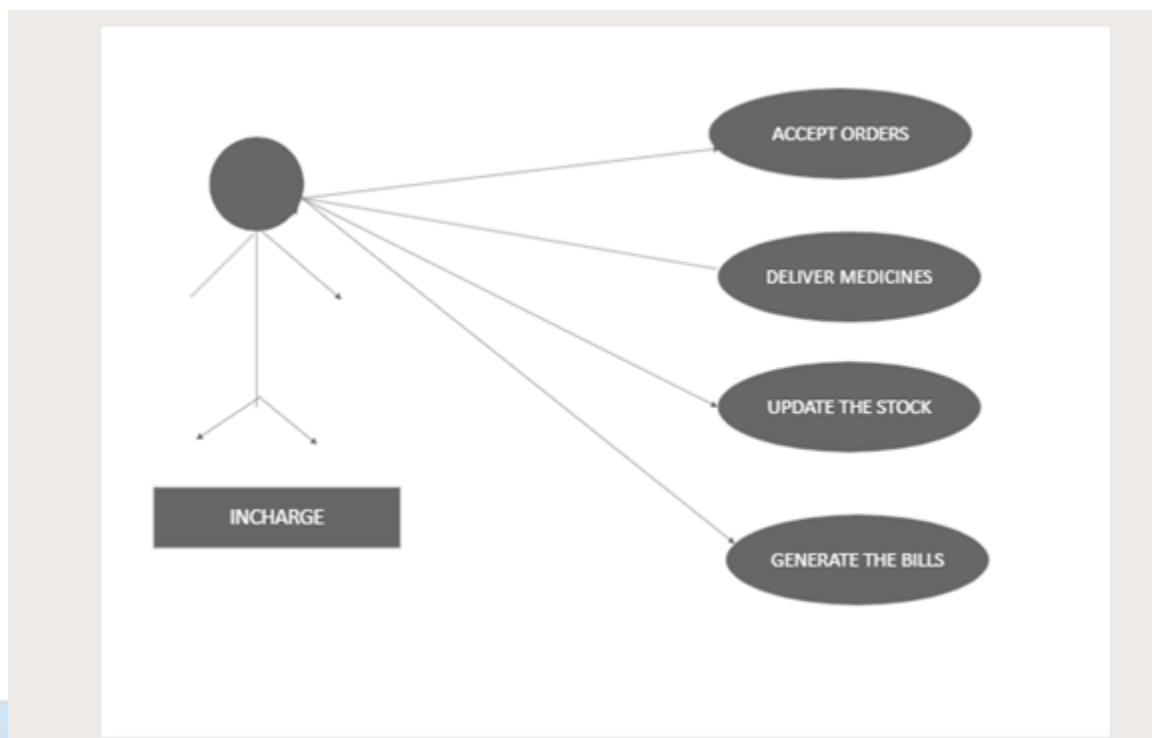 ACCEPT ORDERS
DELIVER MEDICINES
UPDATE THE STOCK
INCHARGE
GENERATE THE BILLS